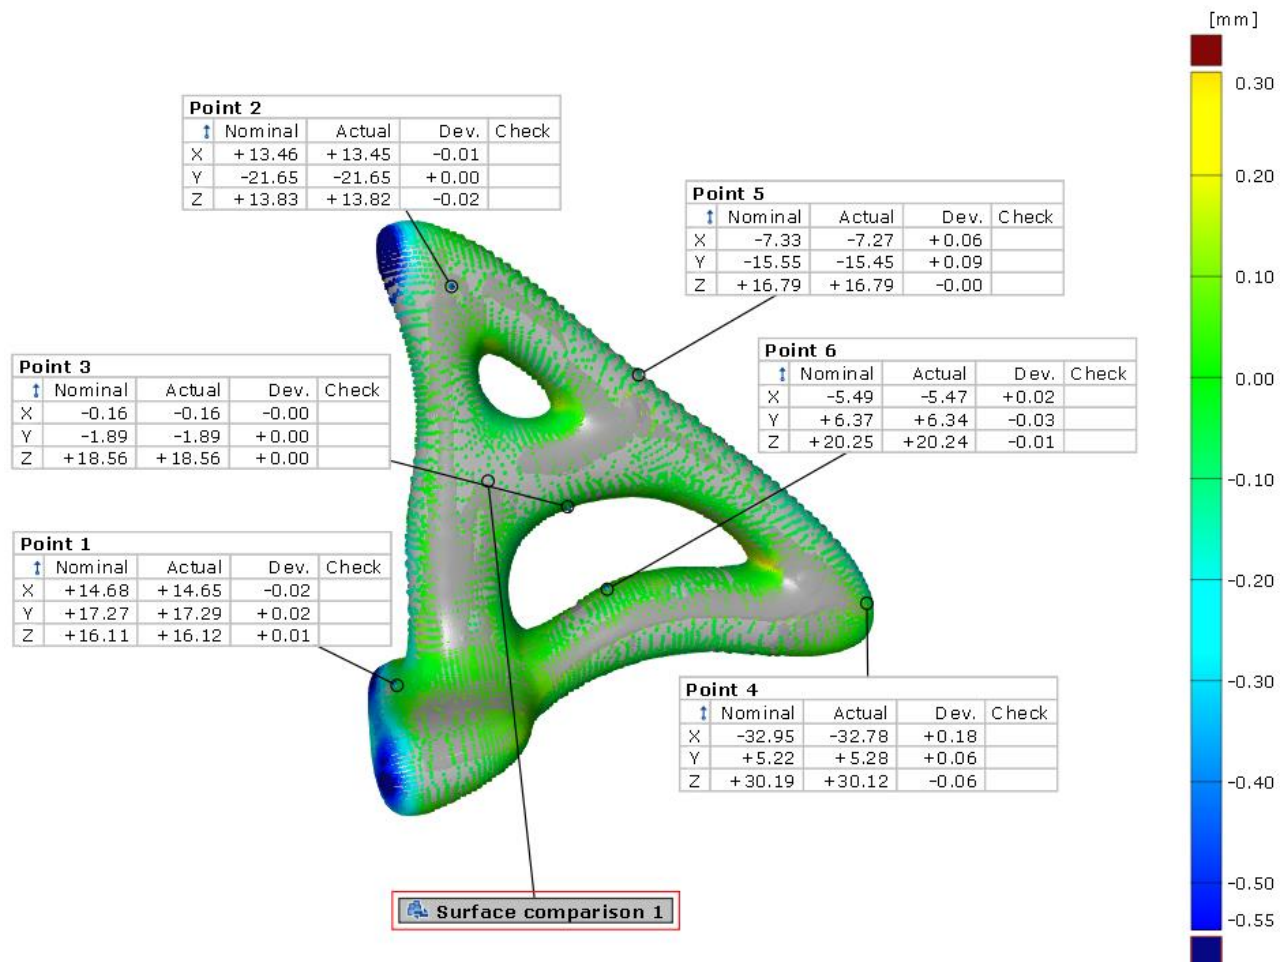 [mm]
Point 2
Nominal Actual Dev. Check
X +13.46 +13.45 -0.01
Y -21.65 -21.65 +0.00
Z +13.83 +13.82 -0.02
Point 5
Nominal Actual Dev. Check
X -7.33 -7.27 +0.06
Y -15.55 -15.45 +0.09
Z +16.79 +16.79 -0.00
Point 3
Nominal Actual Dev. Check
X -0.16 -0.16 -0.00
Y -1.89 -1.89 +0.00
Z +18.56 +18.56 +0.00
Point 6
Nominal Actual Dev. Check
X -5.49 -5.47 +0.02
Y +6.37 +6.34 -0.03
Z +20.25 +20.24 -0.01
Point 1
Nominal Actual Dev. Check
X +14.68 +14.65 -0.02
Y +17.27 +17.29 +0.02
Z +16.11 +16.12 +0.01
Point 4
Nominal Actual Dev. Check
X -32.95 -32.78 +0.18
Y +5.22 +5.28 +0.06
Z +30.19 +30.12 -0.06
Surface comparison 1
0.30
0.20
0.10
0.00
-0.10
-0.20
-0.30
-0.40
-0.50
-0.55